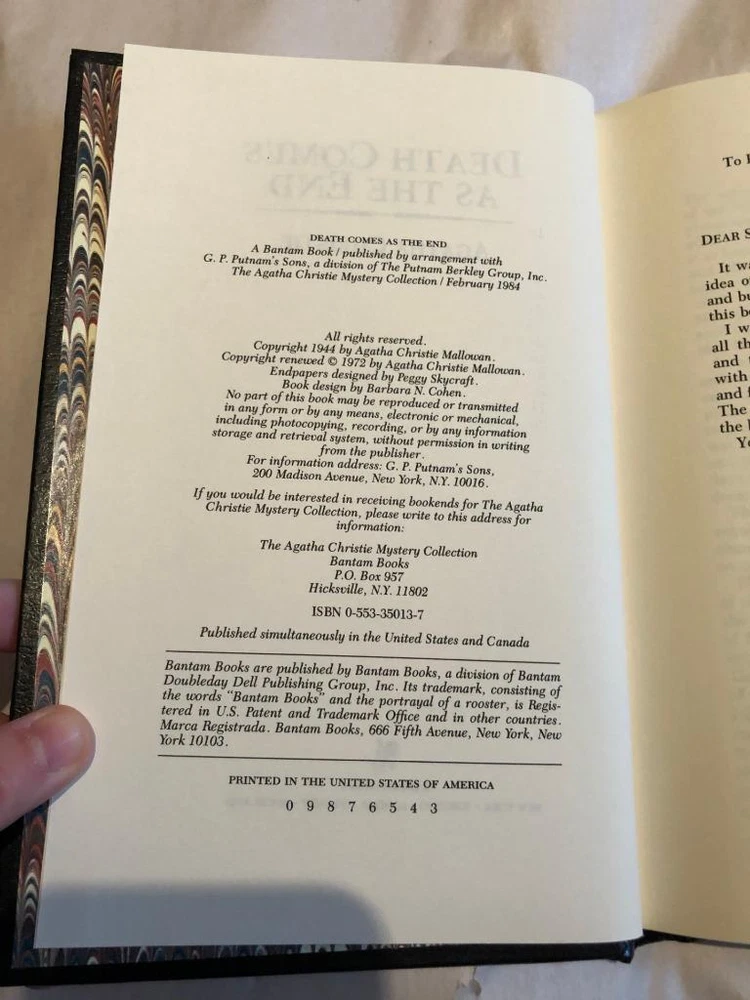 DEATH COMES AS THE END
A Bantam Book / published by arrangement with
G. P. Putnam's Sons, a division of The Putnam Berkley Group, Inc.
The Agatha Christie Mystery Collection / February 1984
All rights reserved.
Copyright 1944 by Agatha Christie Mallowan.
Copyright renewed © 1972 by Agatha Christie Mallowan.
Endpapers designed by Peggy Skycraft.
Book design by Barbara N. Cohen.
No part of this book may be reproduced or transmitted
in any form or by any means, electronic or mechanical,
including photocopying, recording, or by any information
storage and retrieval system, without permission in writing
from the publisher.
For information address: G. P. Putnam's Sons,
200 Madison Avenue, New York, N.Y. 10016.
If you would be interested in receiving bookends for The Agatha
Christie Mystery Collection, please write to this address for
information:
The Agatha Christie Mystery Collection
Bantam Books
P.O. Box 957
Hicksville, N.Y. 11802
ISBN 0-553-35013-7
Published simultaneously in the United States and Canada
Bantam Books are published by Bantam Books, a division of Bantam
Doubleday Dell Publishing Group, Inc. Its trademark, consisting of
the words "Bantam Books" and the portrayal of a rooster, is Regis-
tered in U.S. Patent and Trademark Office and in other countries.
Marca Registrada. Bantam Books, 666 Fifth Avenue, New York, New
York 10103.
PRINTED IN THE UNITED STATES OF AMERICA
0 9 8 7 6 5 4 3
To
DEAR S
It wa
idea o
and bu
this b
I w
all th
and
with
and
The
the
Yo